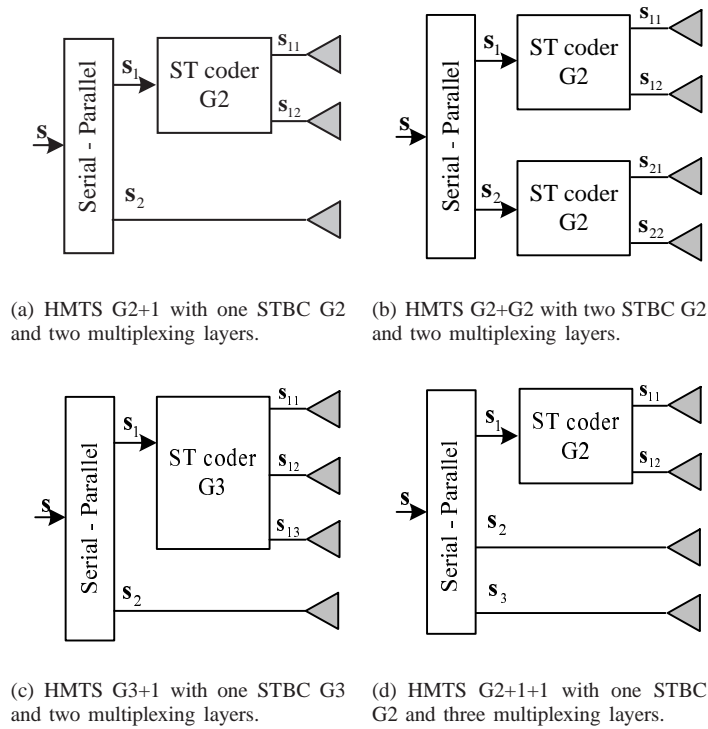 s
Serial - Parallel
s1
ST coder
G2
s11
s12
s2
(a) HMTS G2+1 with one STBC G2
and two multiplexing layers.
s
Serial - Parallel
s1
ST coder
G2
s11
s12
s2
ST coder
G2
s21
s22
(b) HMTS G2+G2 with two STBC G2
and two multiplexing layers.
s
Serial - Parallel
s1
ST coder
G3
s11
s12
s13
s2
(c) HMTS G3+1 with one STBC G3
and two multiplexing layers.
s
Serial - Parallel
s1
ST coder
G2
s11
s12
s2
s3
(d) HMTS G2+1+1 with one STBC
G2 and three multiplexing layers.